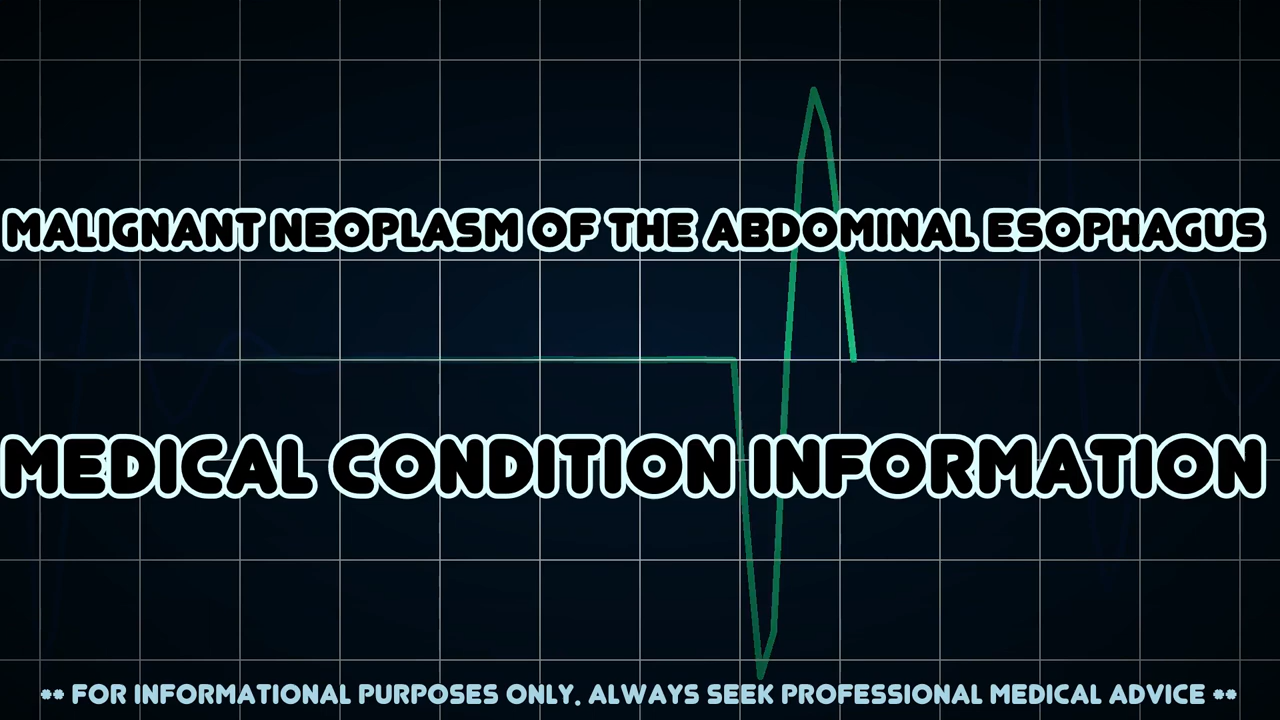 MALIGNANT NEOPLASM OF THE ABDOMINAL ESOPHAGUS
MEDICAL CONDITION INFORMATION
** FOR INFORMATIONAL PURPOSES ONLY. ALWAYS SEEK PROFESSIONAL MEDICAL ADVICE **